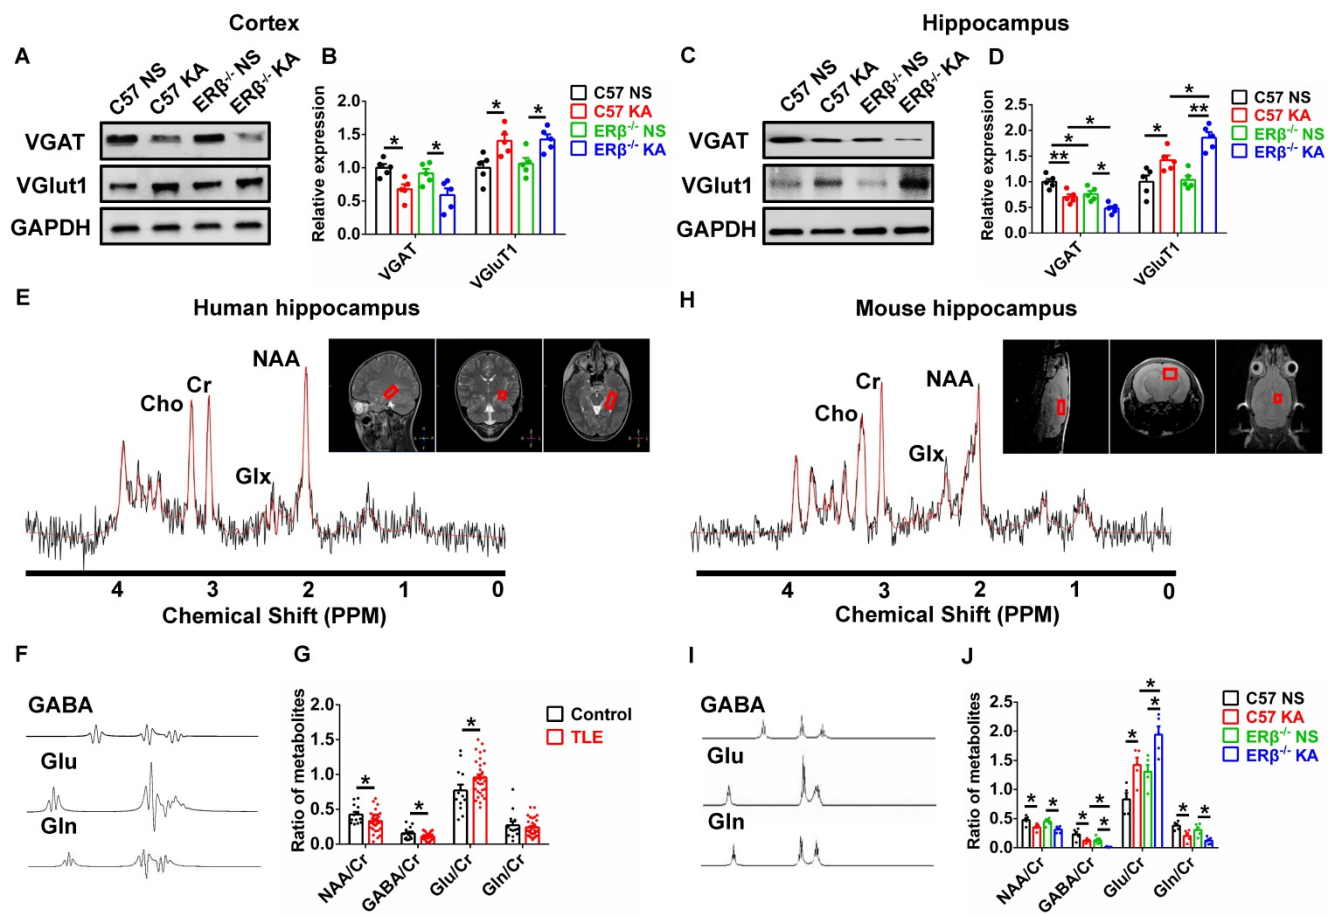 Cortex
Hippocampus
A
C57 NS
C57 KA
ERβ-/- NS
ERβ-/- KA
VGAT
VGlut1
GAPDH
B
Relative expression
2.0
1.5
1.0
0.5
0.0
* * * *
VGAT
VGluT1
C57 NS
C57 KA
ERβ-/- NS
ERβ-/- KA
C
C57 NS
C57 KA
ERβ-/- NS
ERβ-/- KA
VGAT
VGlut1
GAPDH
D
Relative expression
2.5
2.0
1.5
1.0
0.5
0.0
** * * * * ** *
VGAT
VGluT1
C57 NS
C57 KA
ERβ-/- NS
ERβ-/- KA
E
Human hippocampus
Cho
Cr
Glx
NAA
4 3 2 1 0
Chemical Shift (PPM)
H
Mouse hippocampus
Cho
Cr
Glx
NAA
4 3 2 1 0
Chemical Shift (PPM)
F
GABA
Glu
Gln
G
Ratio of metabolites
2.0
1.5
1.0
0.5
0.0
* * *
NAA/Cr
GABA/Cr
Glu/Cr
Gln/Cr
Control
TLE
I
GABA
Glu
Gln
J
Ratio of metabolites
2.5
2.0
1.5
1.0
0.5
0.0
* * * * * * * * * *
NAA/Cr
GABA/Cr
Glu/Cr
Gln/Cr
C57 NS
C57 KA
ERβ-/- NS
ERβ-/- KA